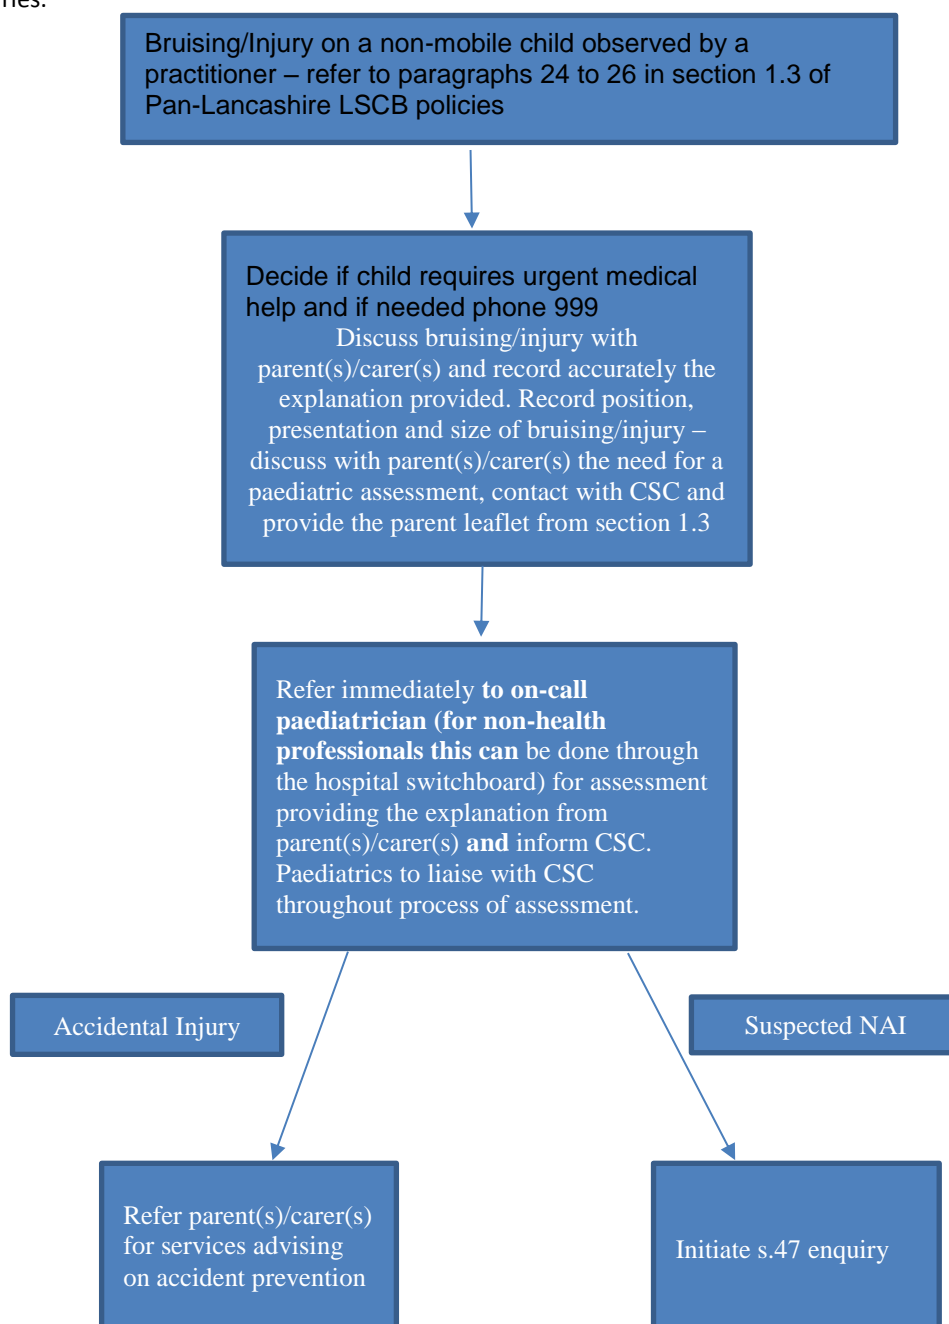 ries.
Bruising/Injury on a non-mobile child observed by a
practitioner – refer to paragraphs 24 to 26 in section 1.3 of
Pan-Lancashire LSCB policies
Decide if child requires urgent medical
help and if needed phone 999
Discuss bruising/injury with
parent(s)/carer(s) and record accurately the
explanation provided. Record position,
presentation and size of bruising/injury –
discuss with parent(s)/carer(s) the need for a
paediatric assessment, contact with CSC and
provide the parent leaflet from section 1.3
Refer immediately to on-call
paediatrician (for non-health
professionals this can be done through
the hospital switchboard) for assessment
providing the explanation from
parent(s)/carer(s) and inform CSC.
Paediatrics to liaise with CSC
throughout process of assessment.
Accidental Injury
Suspected NAI
Refer parent(s)/carer(s)
for services advising
on accident prevention
Initiate s.47 enquiry